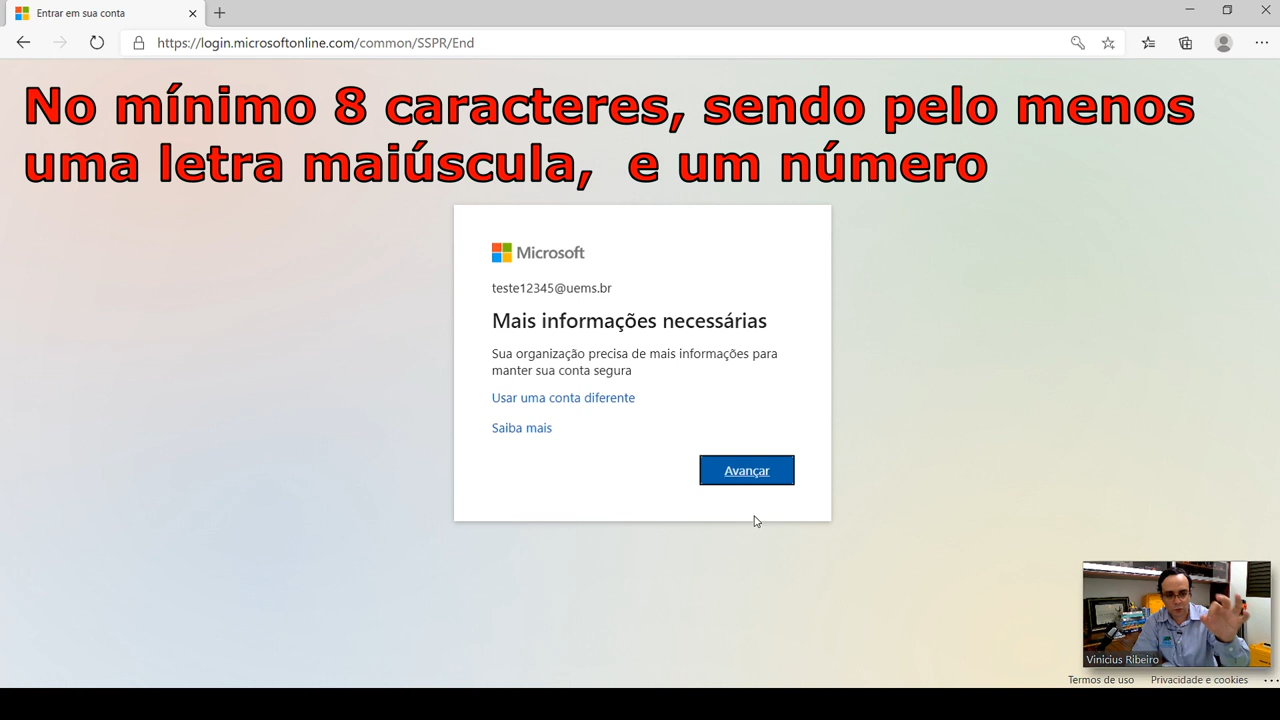 Entrar em sua conta
https://login.microsoftonline.com/common/SSPR/End
No mínimo 8 caracteres, sendo pelo menos
uma letra maiúscula, e um número
Microsoft
teste12345@uems.br
Mais informações necessárias
Sua organização precisa de mais informações para
manter sua conta segura
Usar uma conta diferente
Saiba mais
Avançar
Vinicius Ribeiro
Termos de uso Privacidade e cookies ...